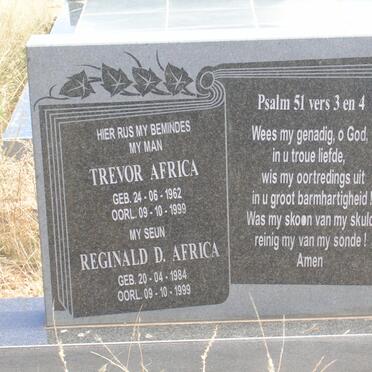 HIER RUS MY BEMINDES
MY MAN
TREVOR AFRICA
GEB. 24 - 06 - 1962
OORL. 09 - 10 - 1999
MY SEUN
REGINALD D. AFRICA
GEB. 20 - 04 - 1984
OORL. 09 - 10 - 1999
Psalm 51 vers 3 en 4
Wees my genadig, o God,
in u troue liefde,
wis my oortredings uit
in u groot barmhartigheid !
Was my skoon van my skuld
reinig my van my sonde !
Amen